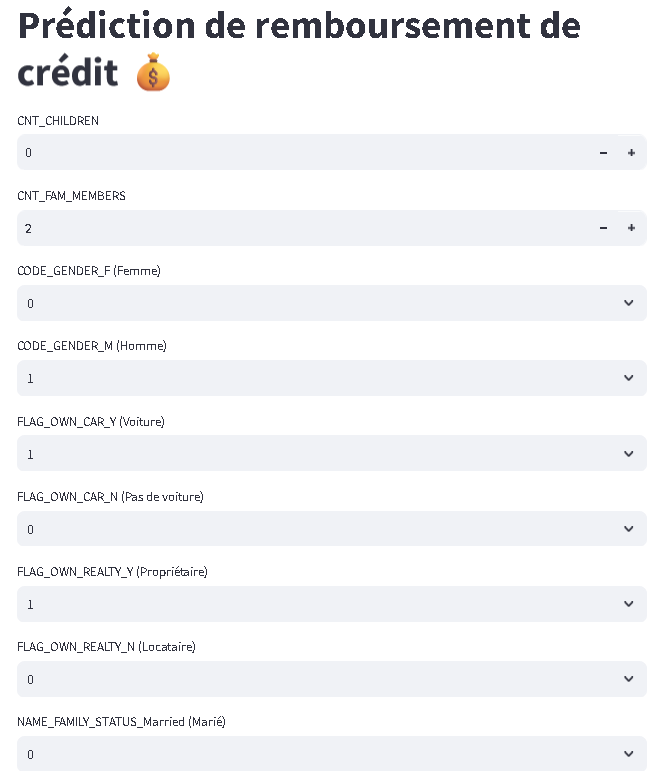 Prédiction de remboursement de
crédit 💰
CNT_CHILDREN
0
CNT_FAM_MEMBERS
2
CODE_GENDER_F (Femme)
0
CODE_GENDER_M (Homme)
1
FLAG_OWN_CAR_Y (Voiture)
1
FLAG_OWN_CAR_N (Pas de voiture)
0
FLAG_OWN_REALTY_Y (Propriétaire)
1
FLAG_OWN_REALTY_N (Locataire)
0
NAME_FAMILY_STATUS_Married (Marié)
0